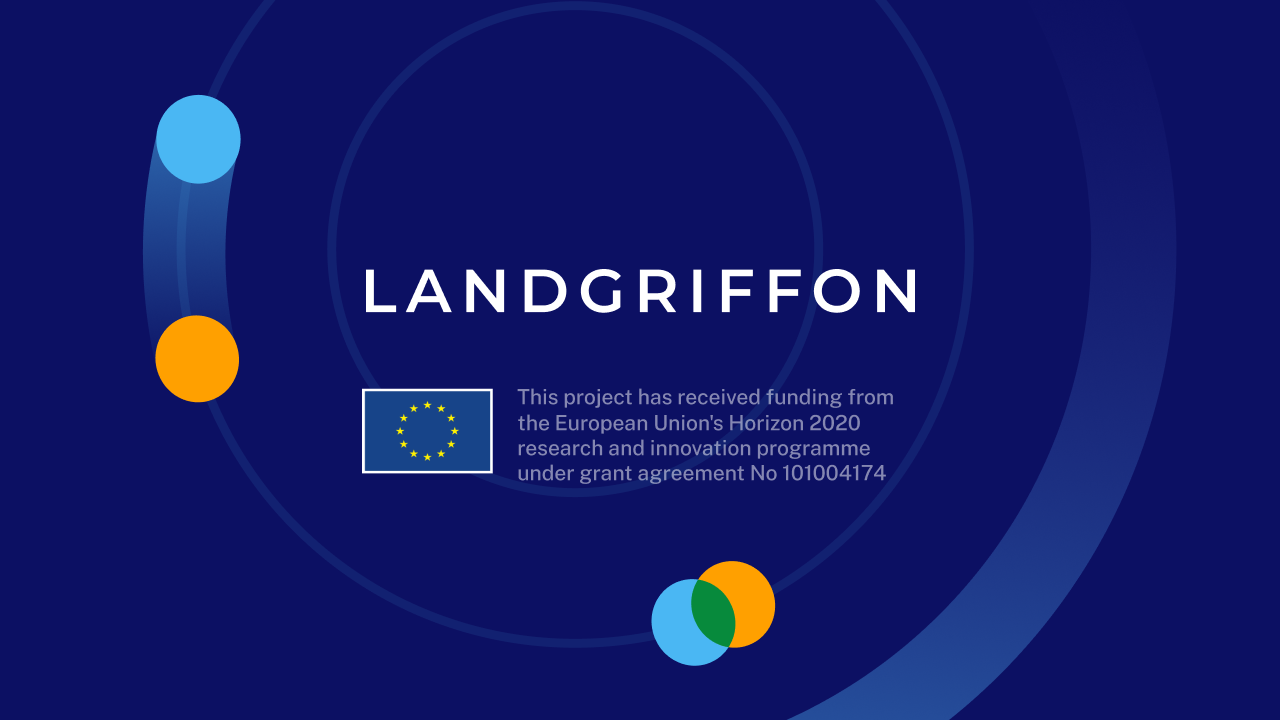 LANDGRIFFON
This project has received funding from
the European Union's Horizon 2020
research and innovation programme
under grant agreement No 101004174